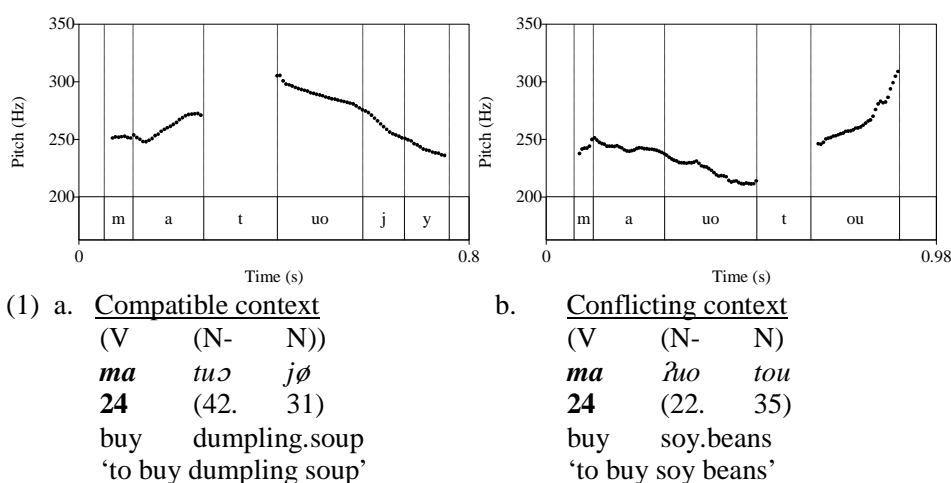 350
300
250
200
Pitch (Hz)
m a t uo j y
0 0.8
Time (s)
350
300
250
200
Pitch (Hz)
m a uo t ou
0 0.98
Time (s)
(1) a. Compatible context
(V (N- N))
ma tuɔ jø
24 (42. 31)
buy dumpling.soup
‘to buy dumpling soup’
b. Conflicting context
(V (N- N)
ma ʔuo tou
24 (22. 35)
buy soy.beans
‘to buy soy beans’